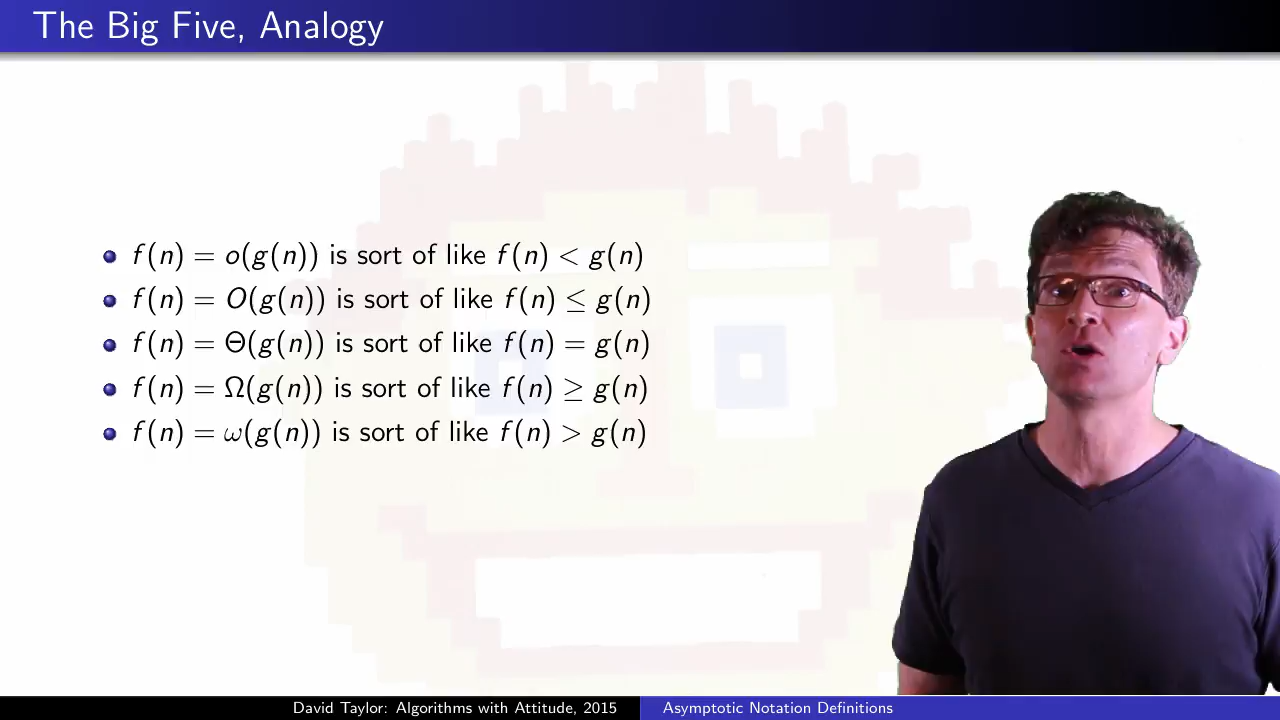 The Big Five, Analogy
f(n) = o(g(n)) is sort of like f(n) < g(n)
f(n) = O(g(n)) is sort of like f(n) ≤ g(n)
f(n) = Θ(g(n)) is sort of like f(n) = g(n)
f(n) = Ω(g(n)) is sort of like f(n) ≥ g(n)
f(n) = ω(g(n)) is sort of like f(n) > g(n)
David Taylor: Algorithms with Attitude, 2015
Asymptotic Notation Definitions